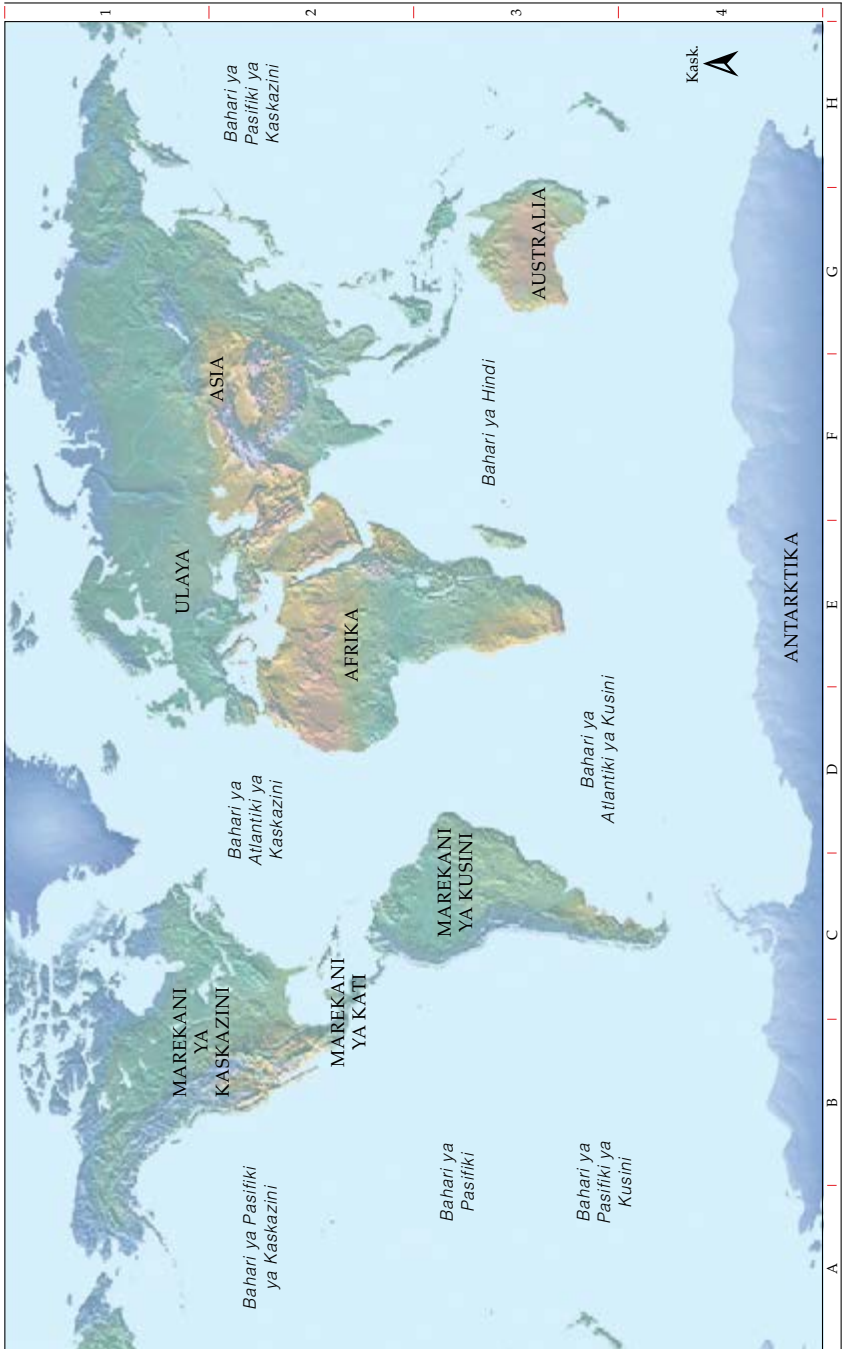 MAREKANI
YA
KASKAZINI
ULAYA
ASIA
Bahari ya
Pasifiki ya
Kaskazini
Bahari ya Pasifiki
ya Kaskazini
Bahari ya
Atlantiki ya
Kaskazini
MAREKANI
YA KATI
AFRIKA
Bahari ya
Pasifiki
MAREKANI
YA KUSINI
Bahari ya Hindi
AUSTRALIA
Bahari ya
Pasifiki ya
Kusini
Bahari ya
Atlantiki ya Kusini
Kask.
ANTARKTIKA
1
2
3
4
A B C D E F G H